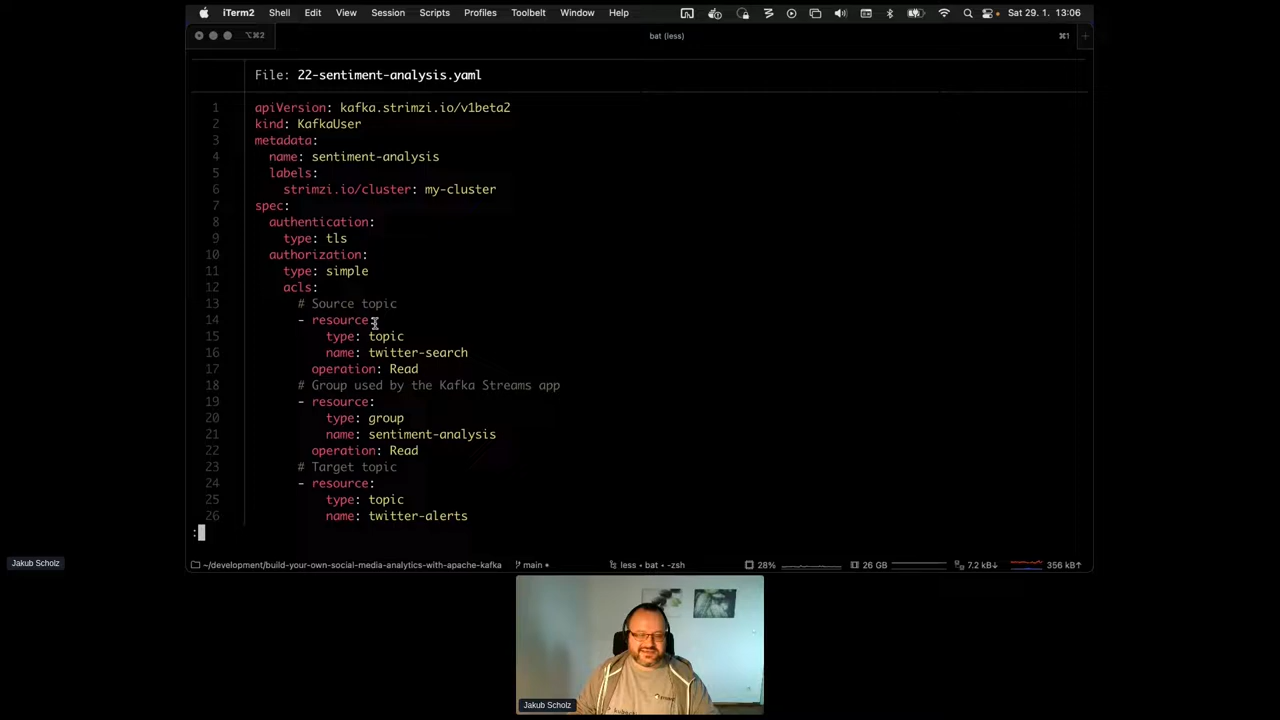 iTerm2 Shell Edit View Session Scripts Profiles Toolbelt Window Help Sat 29. 1. 13:06
⌥⌘2 bat (less) ⌘1
File: 22-sentiment-analysis.yaml
1 apiVersion: kafka.strimzi.io/v1beta2
2 kind: KafkaUser
3 metadata:
4 name: sentiment-analysis
5 labels:
6 strimzi.io/cluster: my-cluster
7 spec:
8 authentication:
9 type: tls
10 authorization:
11 type: simple
12 acls:
13 # Source topic
14 - resource:
15 type: topic
16 name: twitter-search
17 operation: Read
18 # Group used by the Kafka Streams app
19 - resource:
20 type: group
21 name: sentiment-analysis
22 operation: Read
23 # Target topic
24 - resource:
25 type: topic
26 name: twitter-alerts
:
~/development/build-your-own-social-media-analytics-with-apache-kafka main • less • bat • -zsh 28% 26 GB 7.2 kB↓ 356 kB↑
Jakub Scholz
Jakub Scholz